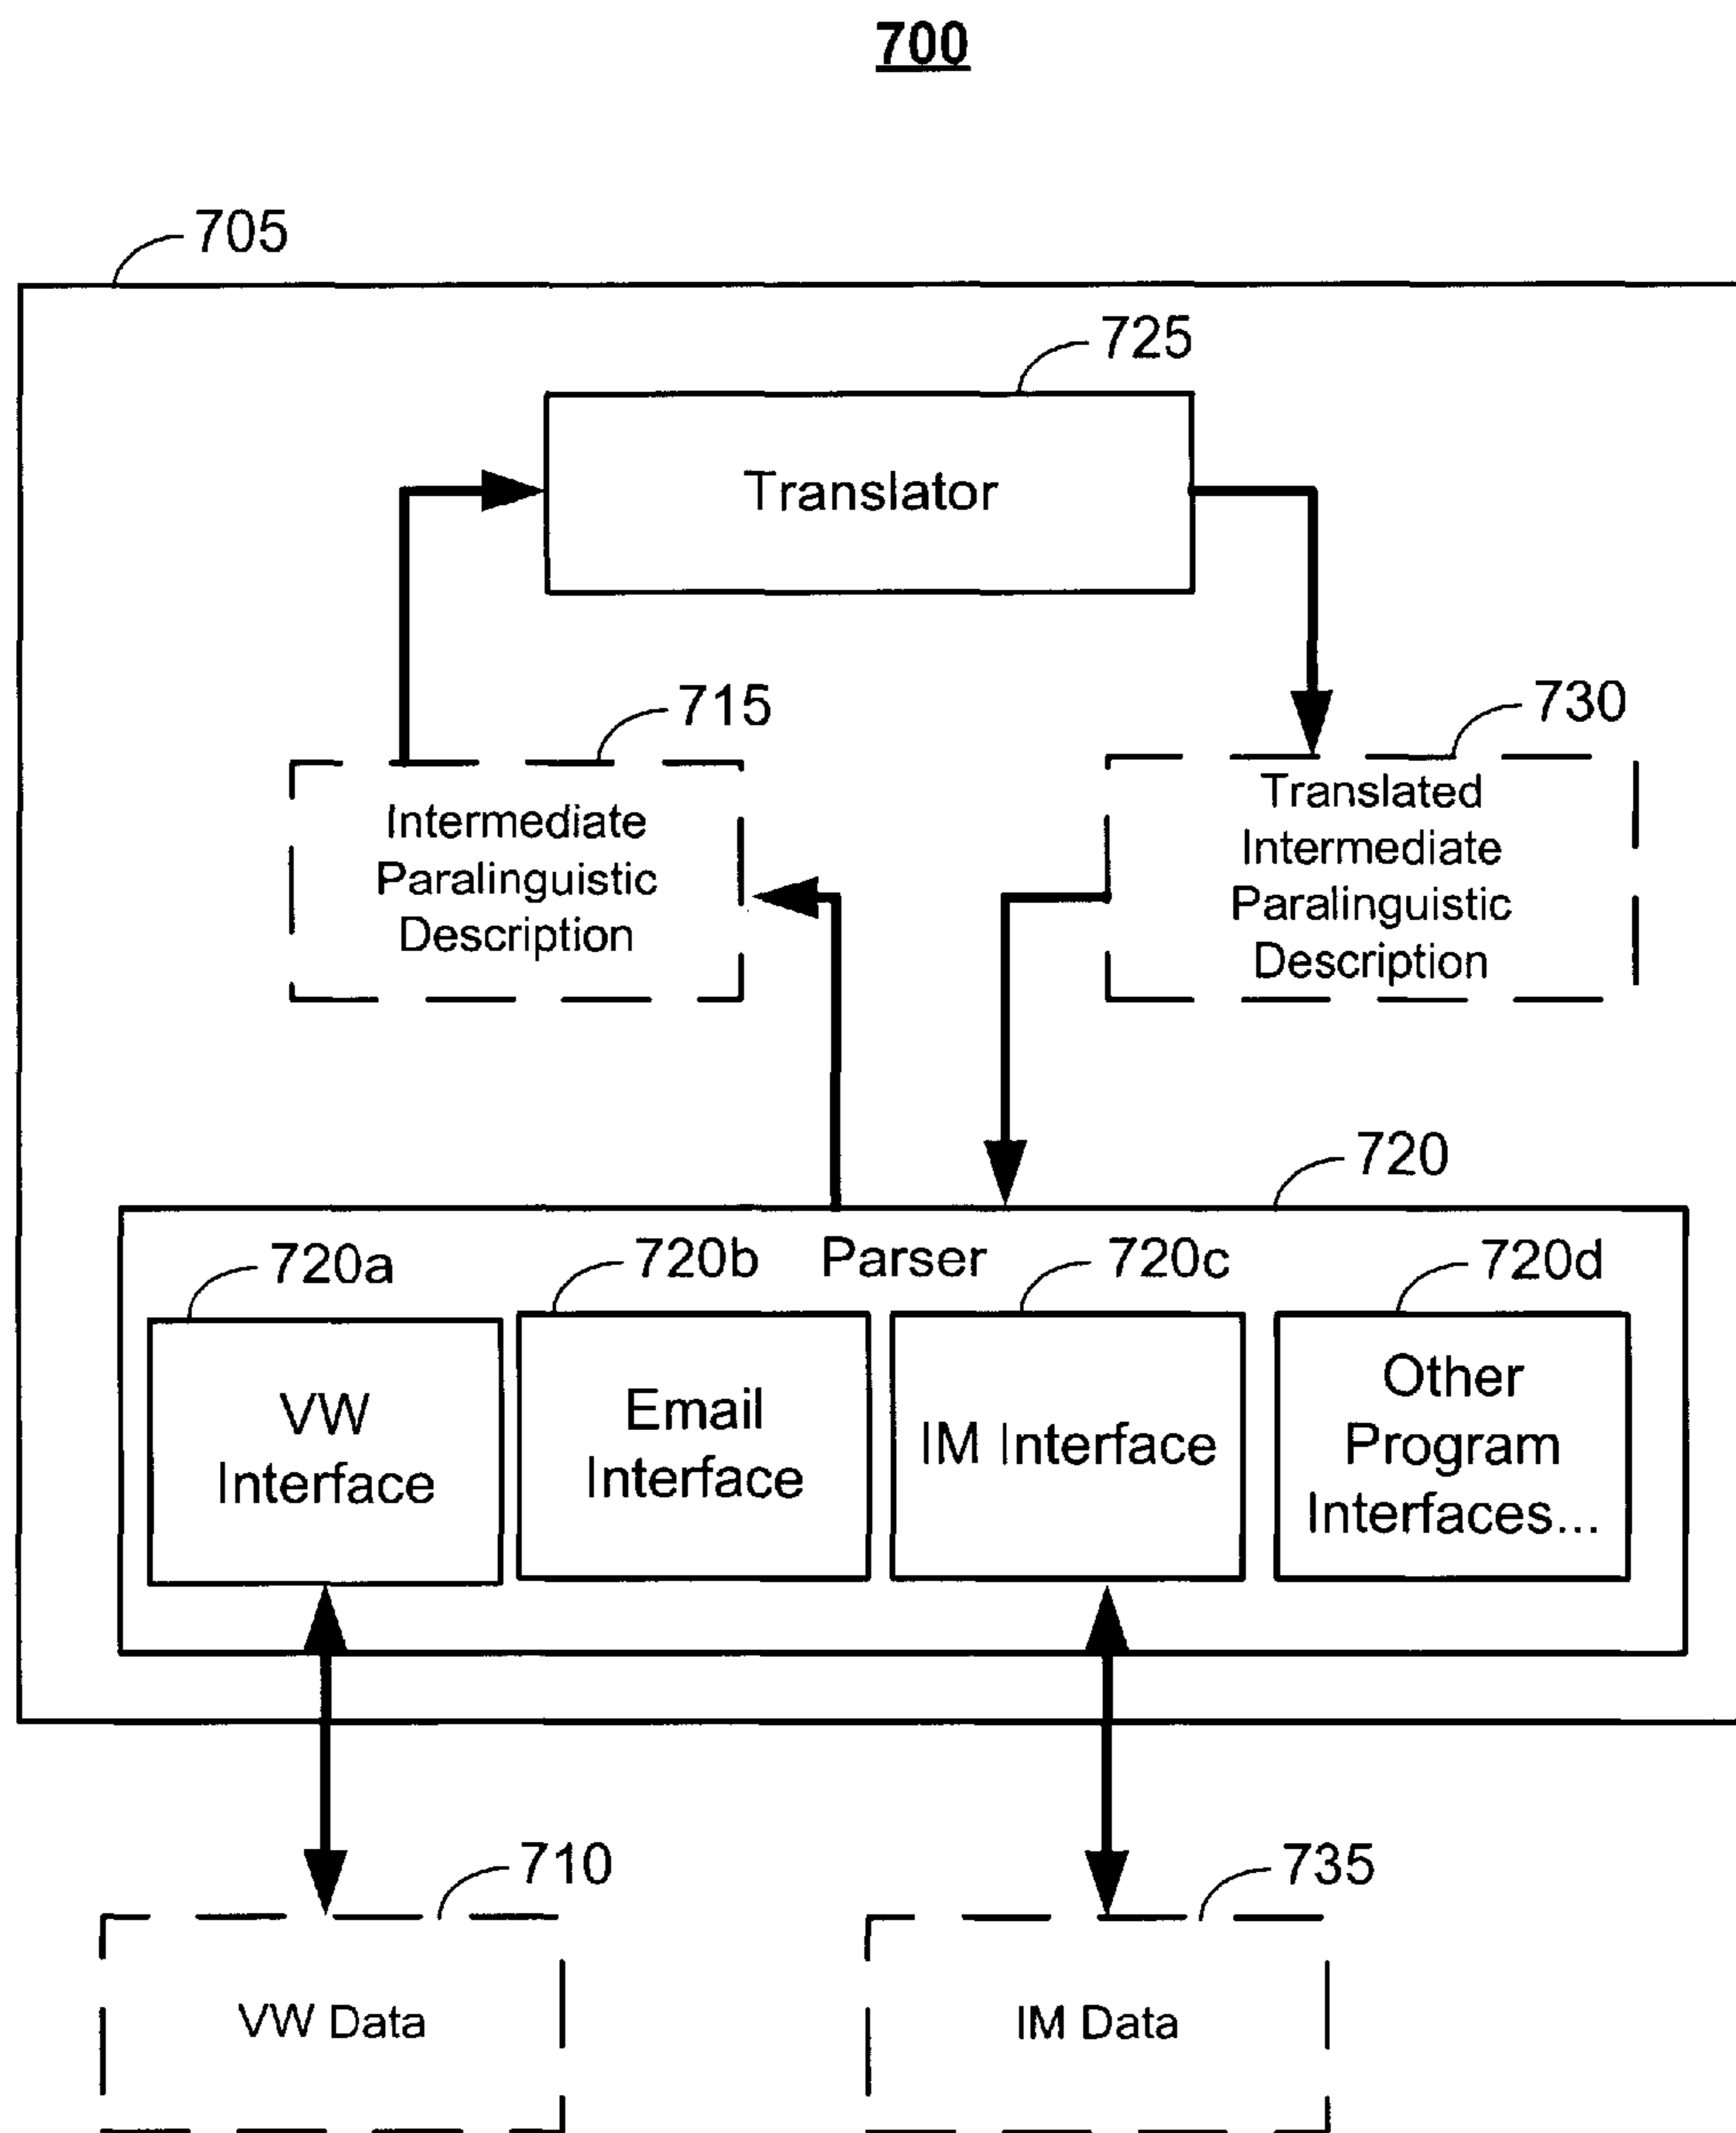 700
705
725
Translator
715
730
Intermediate
Paralinguistic
Description
Translated
Intermediate
Paralinguistic
Description
720
Parser
720a
720b
720c
720d
VW
Interface
Email
Interface
IM Interface
Other
Program
Interfaces...
710
735
VW Data
IM Data